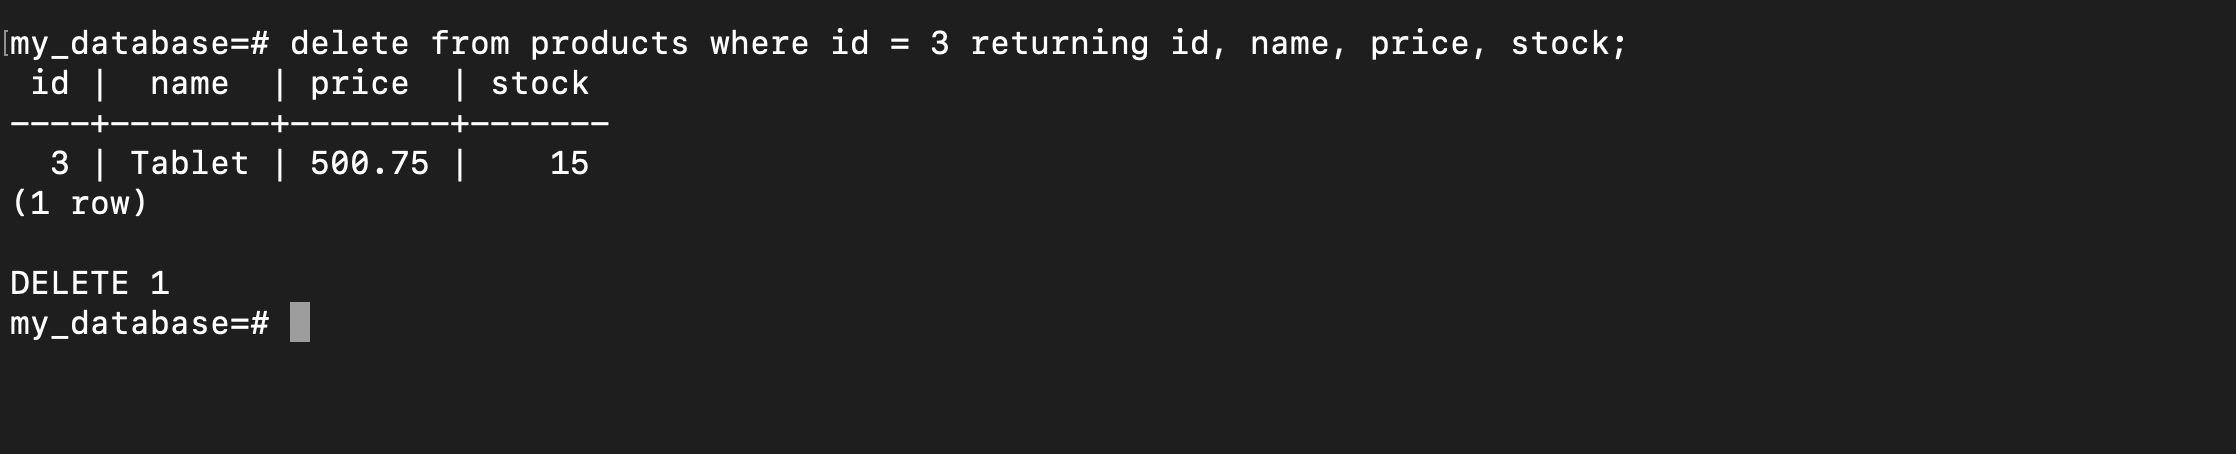 my_database=# delete from products where id = 3 returning id, name, price, stock;
 id |  name  | price  | stock
----+--------+--------+-------
  3 | Tablet | 500.75 |    15
(1 row)

DELETE 1
my_database=#